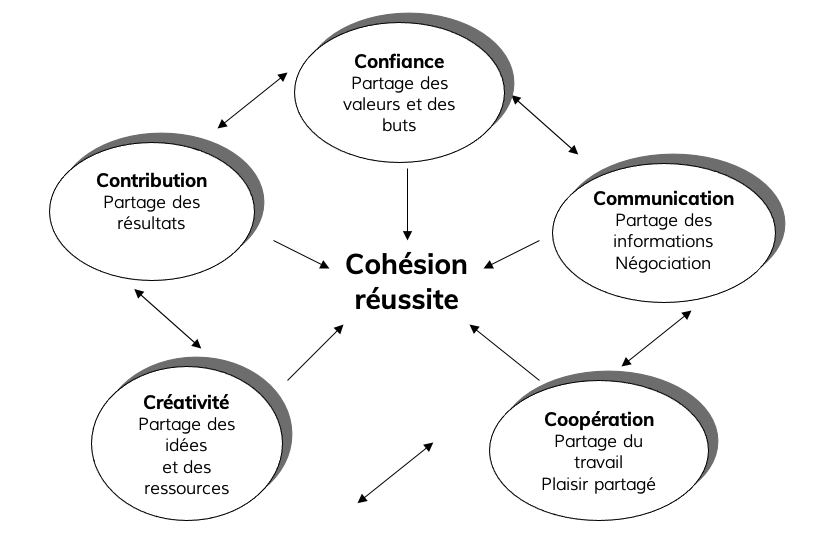 Confiance
Partage des
valeurs et des
buts
Contribution
Partage des
résultats
Communication
Partage des
informations
Négociation
Cohésion
réussite
Créativité
Partage des
idées
et des
ressources
Coopération
Partage du
travail
Plaisir partagé